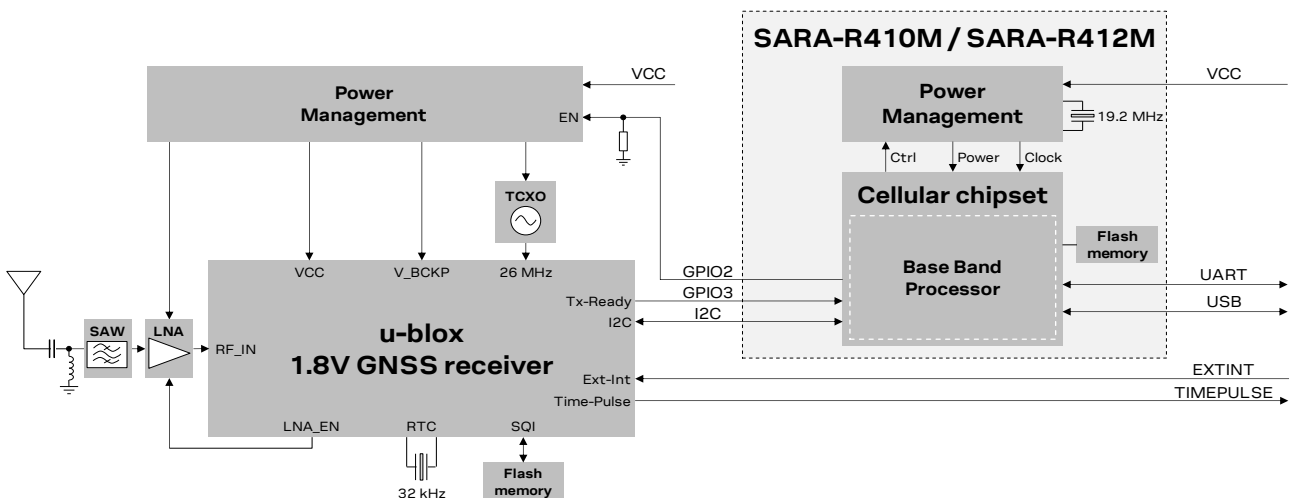 SARA-R410M / SARA-R412M
VCC
VCC
Power
Management
EN
Power
Management
19.2 MHz
Ctrl
Power
Clock
TCXO
Cellular chipset
Flash
memory
Base Band
Processor
VCC
V_BCKP
26 MHz
GPIO2
Tx-Ready
GPIO3
I2C
I2C
UART
USB
SAW
LNA
RF_IN
u-blox
1.8V GNSS receiver
Ext-Int
EXTINT
Time-Pulse
TIMEPULSE
LNA_EN
RTC
SQI
32 kHz
Flash
memory